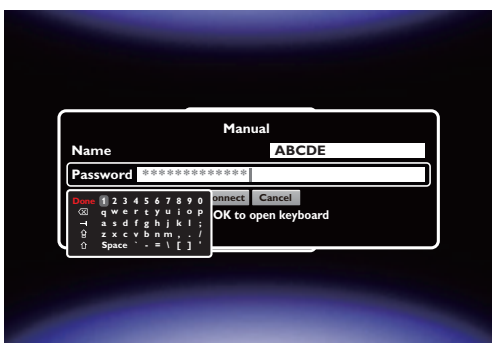 Manual
Name ABCDE
Password *************
Connect Cancel
OK to open keyboard
Done 1 2 3 4 5 6 7 8 9 0
q w e r t y u i o p
a s d f g h j k l ;
z x c v b n m , . /
Space ` - = \ [ ] '